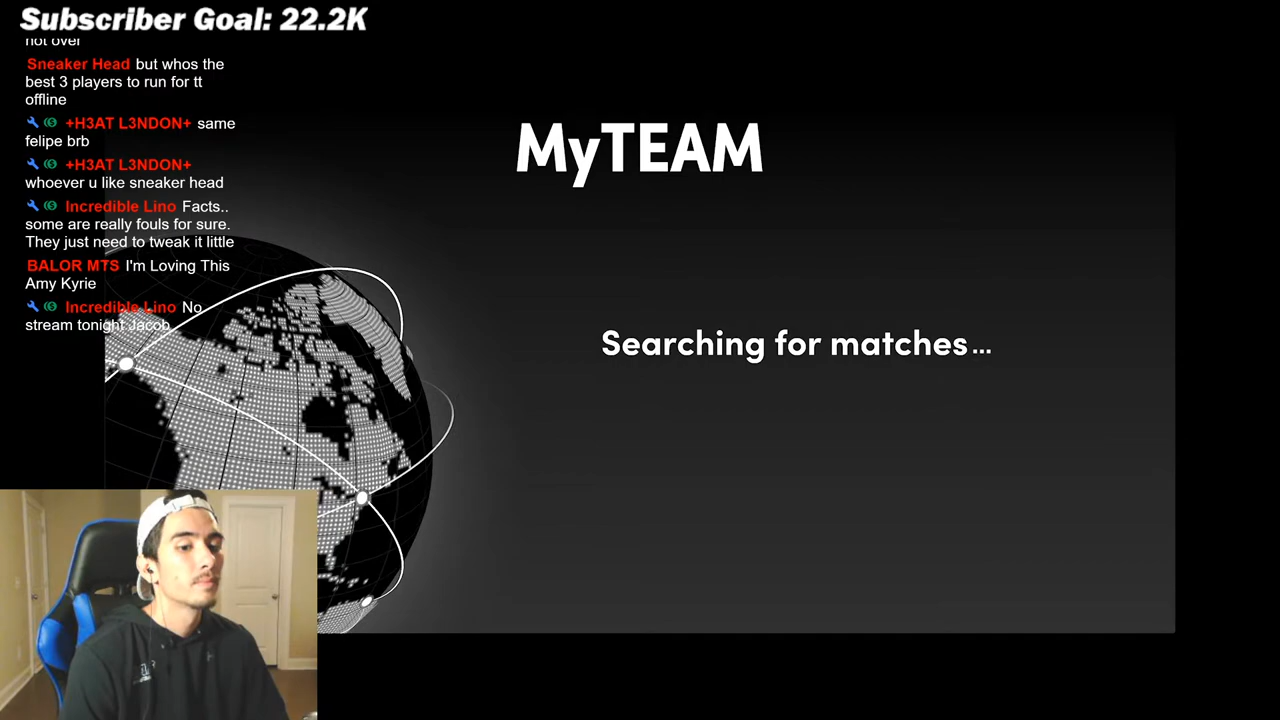 Subscriber Goal: 22.2K
not over
Sneaker Head but whos the
best 3 players to run for tt
offline
+H3AT L3NDON+ same
felipe brb
+H3AT L3NDON+
whoever u like sneaker head
Incredible Lino Facts..
some are really fouls for sure.
They just need to tweak it little
BALOR MTS I'm Loving This
Amy Kyrie
Incredible Lino No
stream tonight Jacob
MyTEAM
Searching for matches...